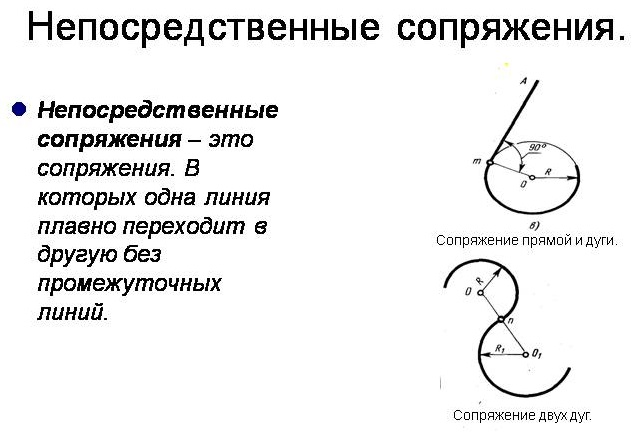 Непосредственные сопряжения.
Непосредственные
сопряжения – это
сопряжения. В
которых одна линия
плавно переходит в
другую без
промежуточных
линий.
A
90°
m
R
O
в)
Сопряжение прямой и дуги.
R
O
n
R₁
O₁
Сопряжение двух дуг.